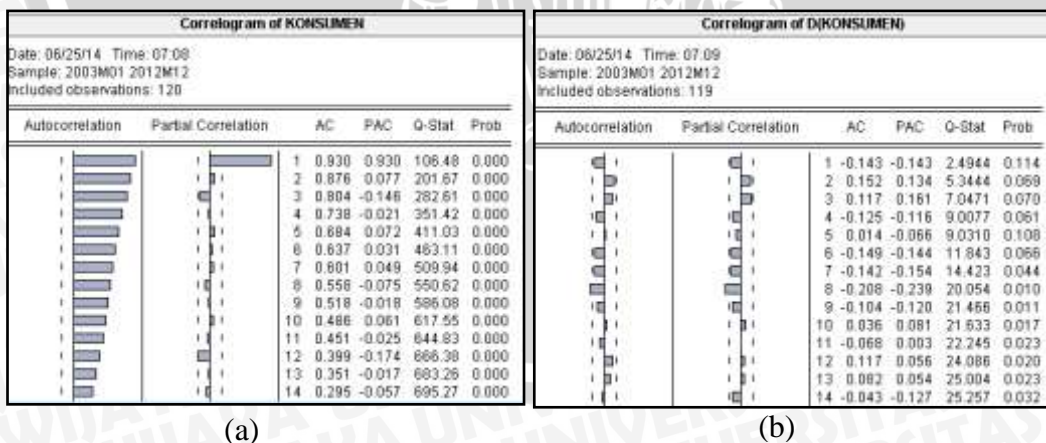 Correlogram of KONSUMEN
Date: 06/25/14 Time: 07:08
Sample: 2003M01 2012M12
Included observations: 120
Autocorrelation Partial Correlation AC PAC Q-Stat Prob
1 0.930 0.930 106.48 0.000
2 0.876 0.077 201.67 0.000
3 0.804 -0.146 282.61 0.000
4 0.738 -0.021 351.42 0.000
5 0.684 0.072 411.03 0.000
6 0.637 0.031 463.11 0.000
7 0.601 0.049 509.94 0.000
8 0.558 -0.075 550.62 0.000
9 0.518 -0.018 586.08 0.000
10 0.486 0.061 617.55 0.000
11 0.451 -0.025 644.83 0.000
12 0.399 -0.174 666.38 0.000
13 0.351 -0.017 683.26 0.000
14 0.295 -0.057 695.27 0.000
(a)
Correlogram of D(KONSUMEN)
Date: 06/25/14 Time: 07:09
Sample: 2003M01 2012M12
Included observations: 119
Autocorrelation Partial Correlation AC PAC Q-Stat Prob
1 -0.143 -0.143 2.4944 0.114
2 0.152 0.134 5.3444 0.069
3 0.117 0.161 7.0471 0.070
4 -0.125 -0.116 9.0077 0.061
5 0.014 -0.066 9.0310 0.108
6 -0.149 -0.144 11.843 0.066
7 -0.142 -0.154 14.423 0.044
8 -0.208 -0.239 20.054 0.010
9 -0.104 -0.120 21.466 0.011
10 0.036 0.081 21.633 0.017
11 -0.068 0.003 22.245 0.023
12 0.117 0.056 24.086 0.020
13 0.082 0.054 25.004 0.023
14 -0.043 -0.127 25.257 0.032
(b)